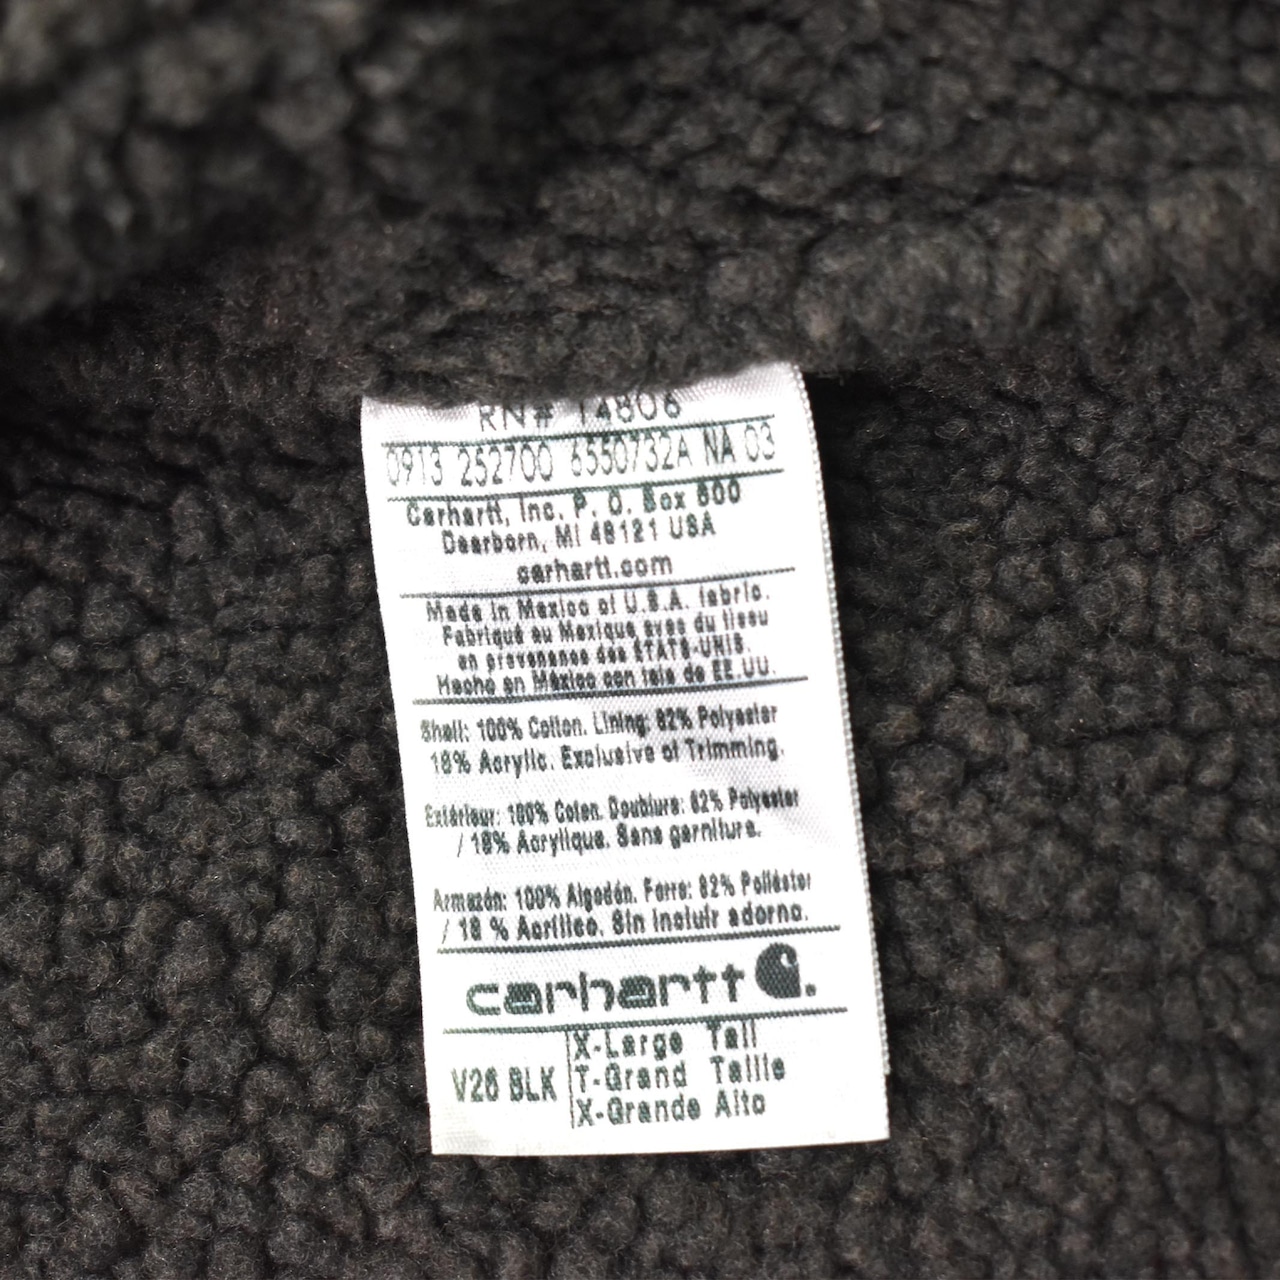 RN# 14806
0913 252700 6550732A NA 03
Carhartt, Inc. P. O. Box 600
Dearborn, MI 48121 USA
carhartt.com
Made in Mexico of U.S.A. fabric.
Fabriqué au Mexique avec du tissu
en provenance des ÉTATS-UNIS.
Hecho en México con tela de EE.UU.
Shell: 100% Cotton. Lining: 82% Polyester
18% Acrylic. Exclusive of Trimming.
Extérieur: 100% Coton. Doublure: 82% Polyester
/ 18% Acrylique. Sans garniture.
Armazón: 100% Algodón. Forro: 82% Poliéster
/ 18 % Acrílico. Sin incluir adorno.
carhartt
V26 BLK
X-Large Tall
T-Grand Taille
X-Grande Alto